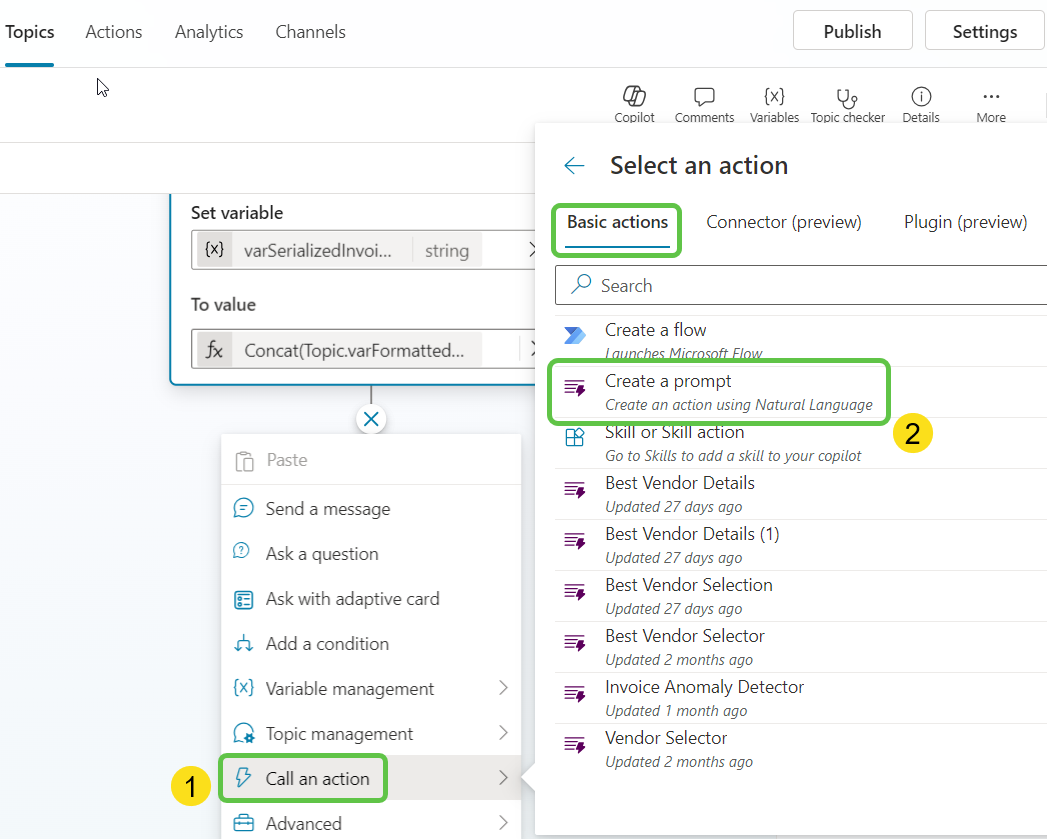 Topics Actions Analytics Channels Publish Settings
Copilot Comments Variables Topic checker Details More
Set variable
{x} varSerializedInvoi... string
To value
fx Concat(Topic.varFormatted...
Paste
Send a message
Ask a question
Ask with adaptive card
Add a condition
{x} Variable management
Topic management
1 Call an action
Advanced
Select an action
Basic actions Connector (preview) Plugin (preview)
Search
Create a flow
Launches Microsoft Flow
Create a prompt
Create an action using Natural Language
2
Skill or Skill action
Go to Skills to add a skill to your copilot
Best Vendor Details
Updated 27 days ago
Best Vendor Details (1)
Updated 27 days ago
Best Vendor Selection
Updated 27 days ago
Best Vendor Selector
Updated 2 months ago
Invoice Anomaly Detector
Updated 1 month ago
Vendor Selector
Updated 2 months ago